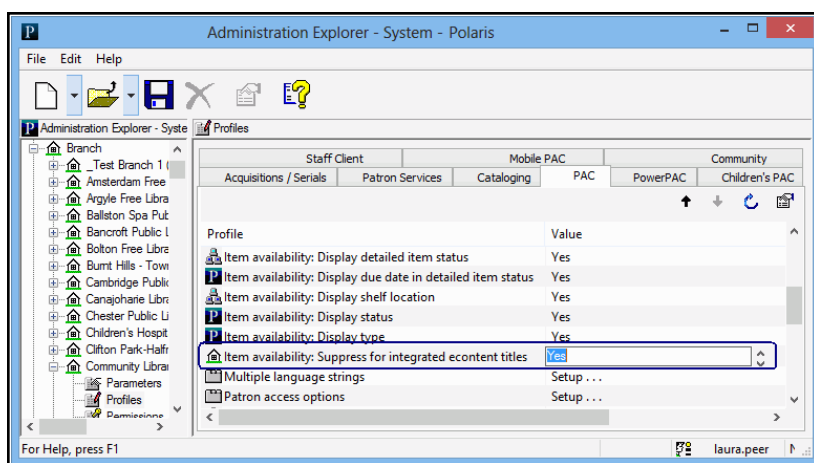 P Administration Explorer - System - Polaris
File Edit Help
P Administration Explorer - Syste
Profiles
Branch
_Test Branch 1 (
Amsterdam Free
Argyle Free Libra
Ballston Spa Pub
Bancroft Public L
Bolton Free Libra
Burnt Hills - Town
Cambridge Public
Canajoharie Libra
Chester Public Li
Children's Hospit
Clifton Park-Halfr
Community Librar
Parameters
Profiles
Permissions
Staff Client Mobile PAC Community
Acquisitions / Serials Patron Services Cataloging PAC PowerPAC Children's PAC
Profile Value
Item availability: Display detailed item status Yes
P Item availability: Display due date in detailed item status Yes
Item availability: Display shelf location Yes
P Item availability: Display status Yes
P Item availability: Display type Yes
Item availability: Suppress for integrated econtent titles Yes
Multiple language strings Setup . . .
Patron access options Setup . . .
For Help, press F1 laura.peer